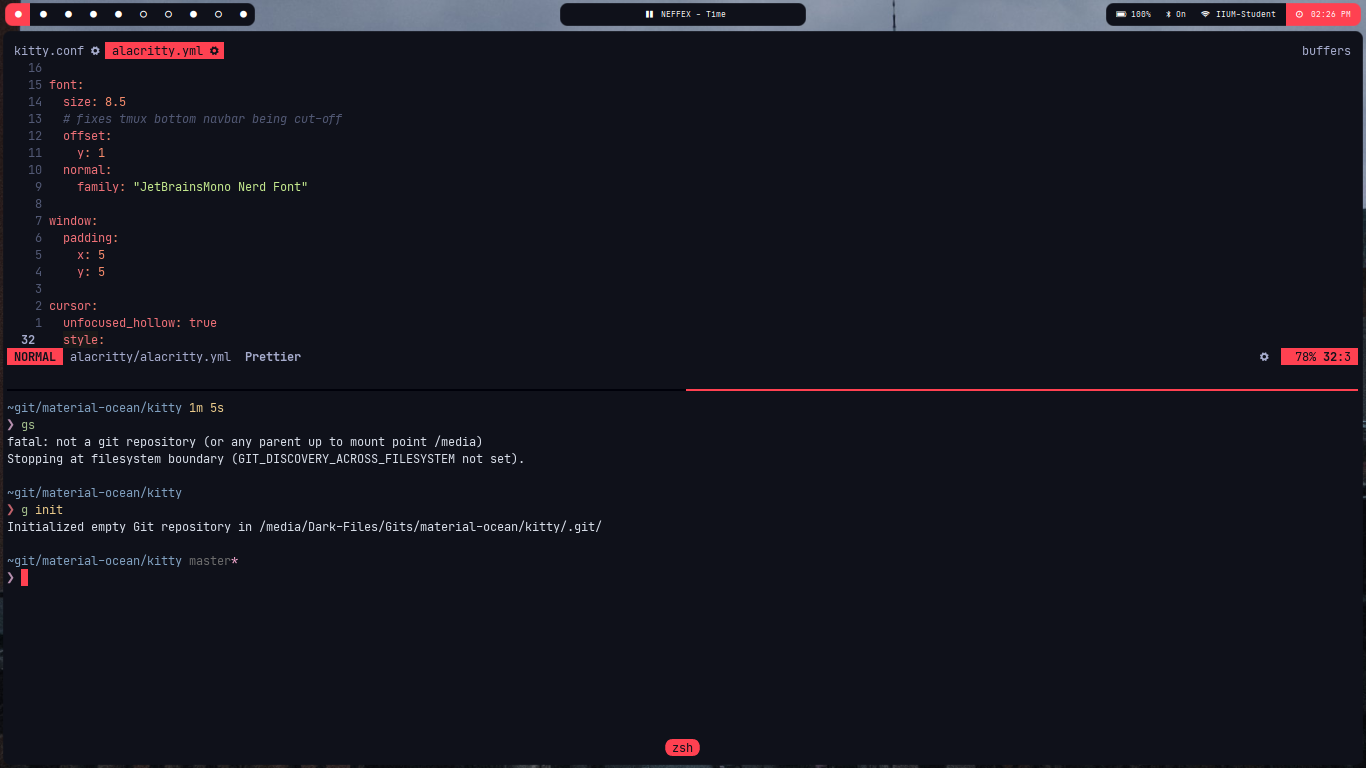 NEFFEX - Time
100% On IIUM-Student 02:26 PM
kitty.conf alacritty.yml buffers
16
15 font:
14 size: 8.5
13 # fixes tmux bottom navbar being cut-off
12 offset:
11 y: 1
10 normal:
9 family: "JetBrainsMono Nerd Font"
8
7 window:
6 padding:
5 x: 5
4 y: 5
3
2 cursor:
1 unfocused_hollow: true
32 style:
NORMAL alacritty/alacritty.yml Prettier 78% 32:3
~git/material-ocean/kitty 1m 5s
❯ gs
fatal: not a git repository (or any parent up to mount point /media)
Stopping at filesystem boundary (GIT_DISCOVERY_ACROSS_FILESYSTEM not set).
~git/material-ocean/kitty
❯ g init
Initialized empty Git repository in /media/Dark-Files/Gits/material-ocean/kitty/.git/
~git/material-ocean/kitty master*
❯
zsh